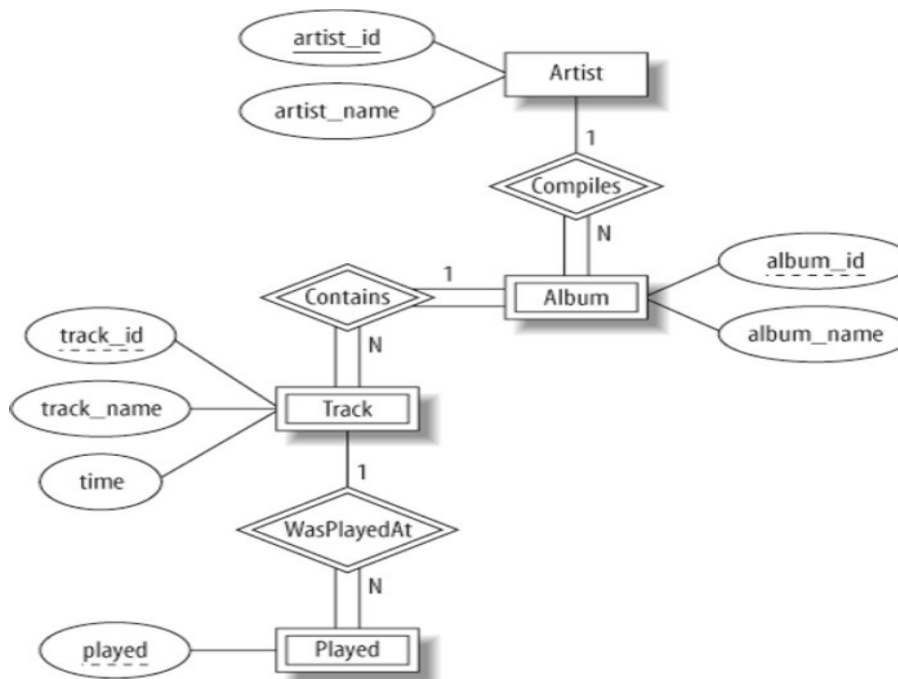 artist_id
Artist
artist_name
1
Compiles
N
album_id
1
Contains
Album
track_id
album_name
N
track_name
Track
time
1
WasPlayedAt
N
played
Played